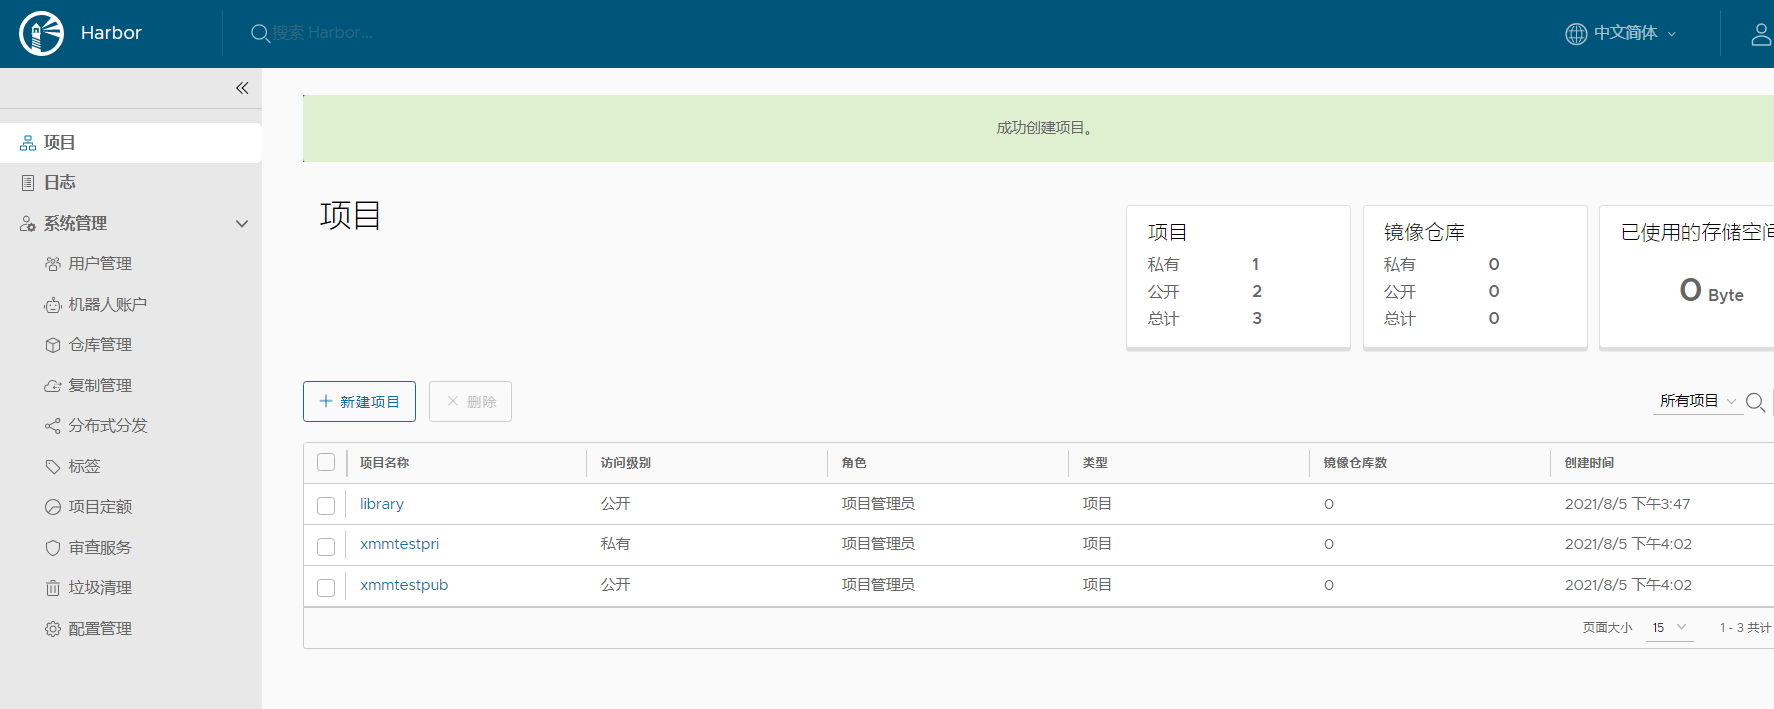 Harbor
搜索 Harbor...
中文简体
项目
日志
系统管理
用户管理
机器人账户
仓库管理
复制管理
分布式分发
标签
项目定额
审查服务
垃圾清理
配置管理
成功创建项目。
项目
项目
私有 1
公开 2
总计 3
镜像仓库
私有 0
公开 0
总计 0
已使用的存储空间
0 Byte
新建项目
删除
所有项目
项目名称 访问级别 角色 类型 镜像仓库数 创建时间
library 公开 项目管理员 项目 0 2021/8/5 下午3:47
xmmtestpri 私有 项目管理员 项目 0 2021/8/5 下午4:02
xmmtestpub 公开 项目管理员 项目 0 2021/8/5 下午4:02
页面大小 15 1 - 3 共计